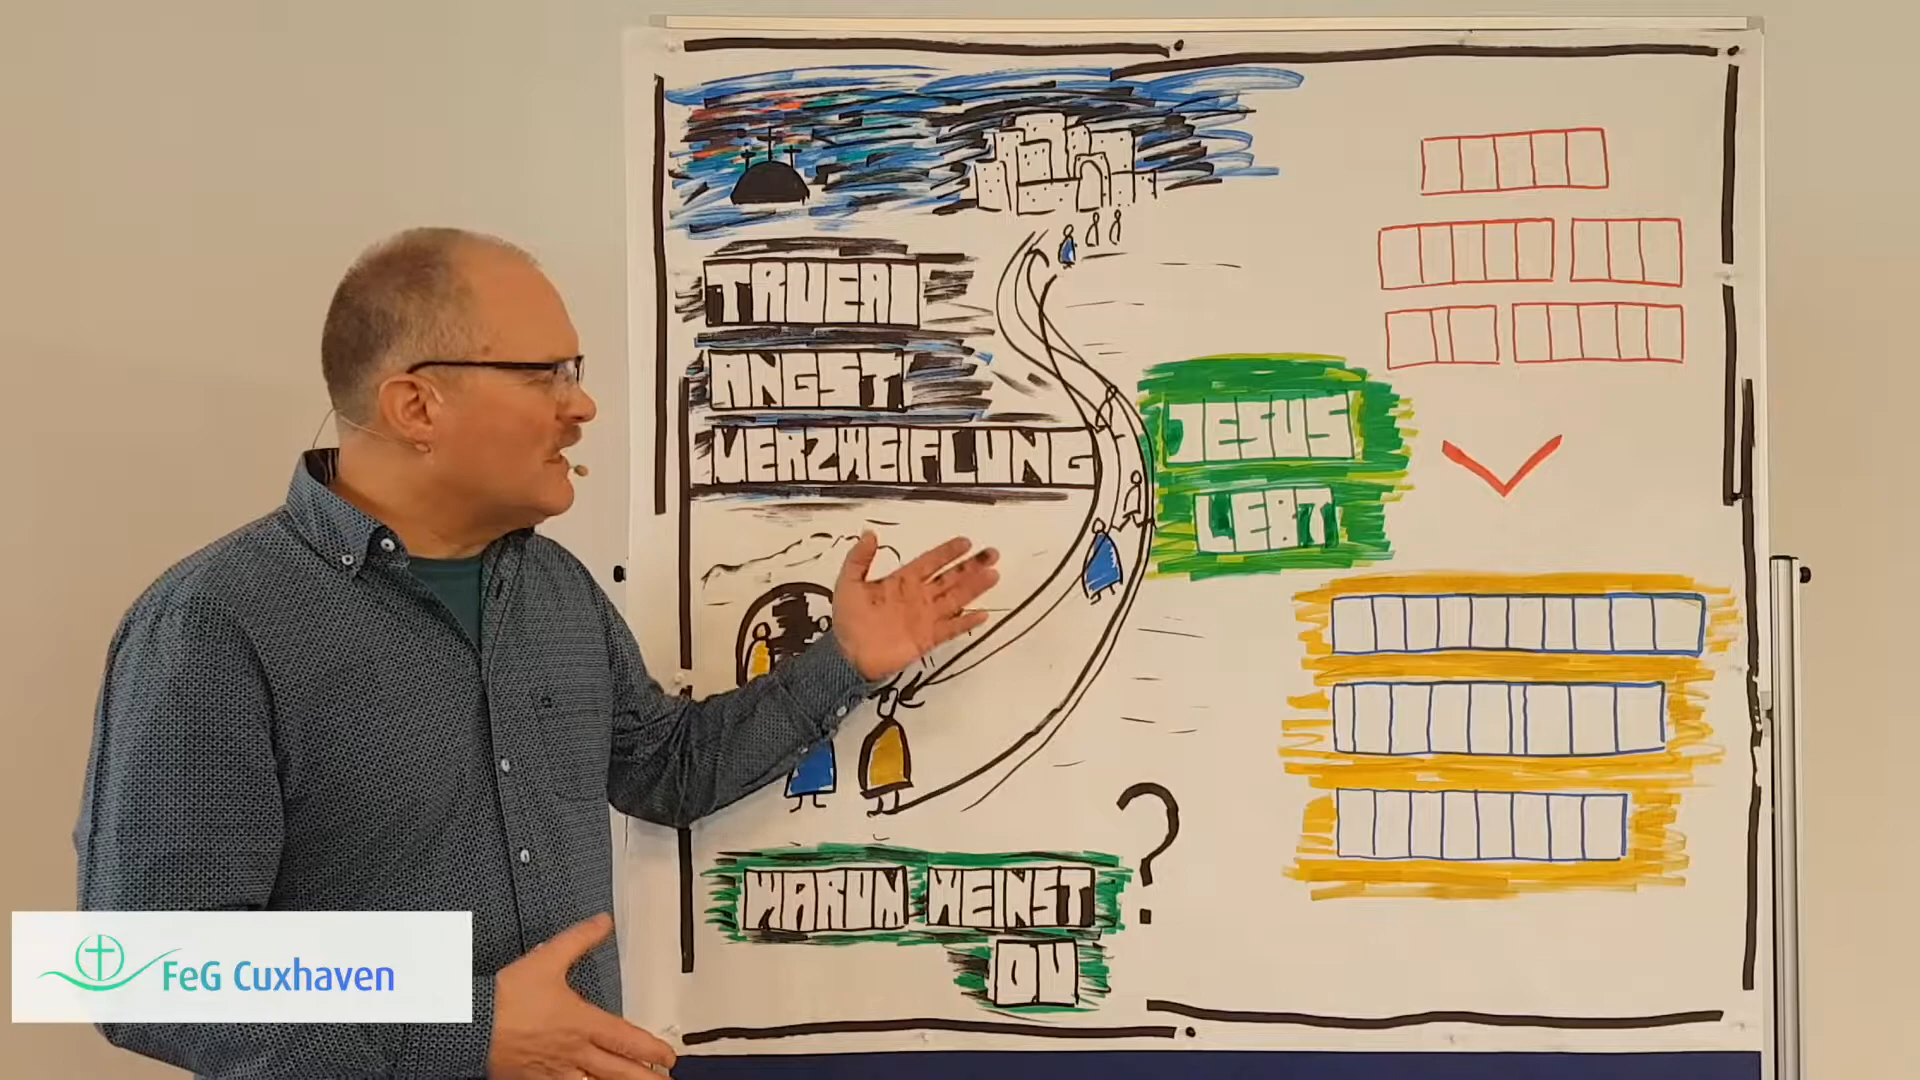 TRUER
ANGST
VERZWEIFLUNG
JESUS
LEBT
WARUM WEINST
DU
?
FeG Cuxhaven